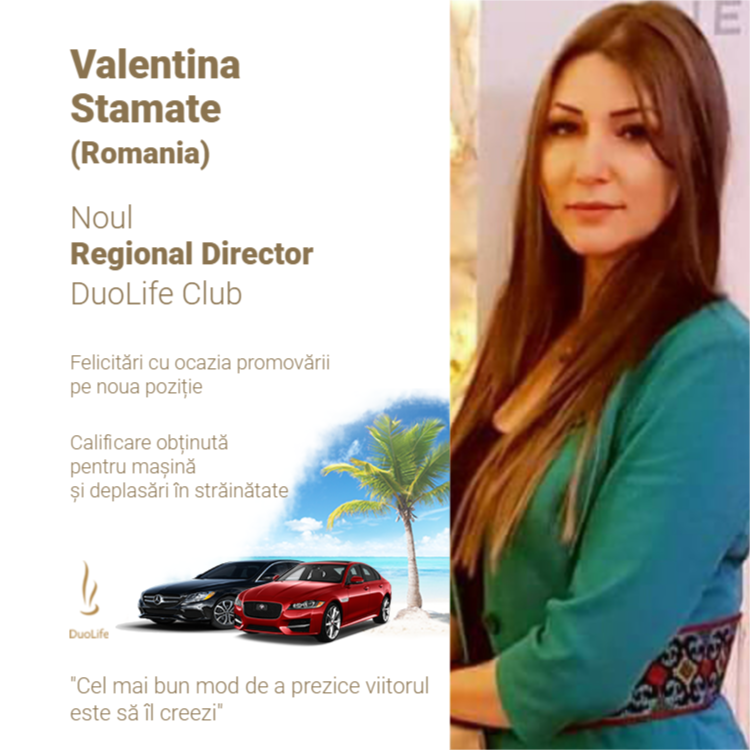 Valentina
Stamate
(Romania)
Noul
Regional Director
DuoLife Club
Felicitări cu ocazia promovării
pe noua poziție
Calificare obținută
pentru mașină
și deplasări în străinătate
DuoLife
"Cel mai bun mod de a prezice viitorul
este să îl creezi"